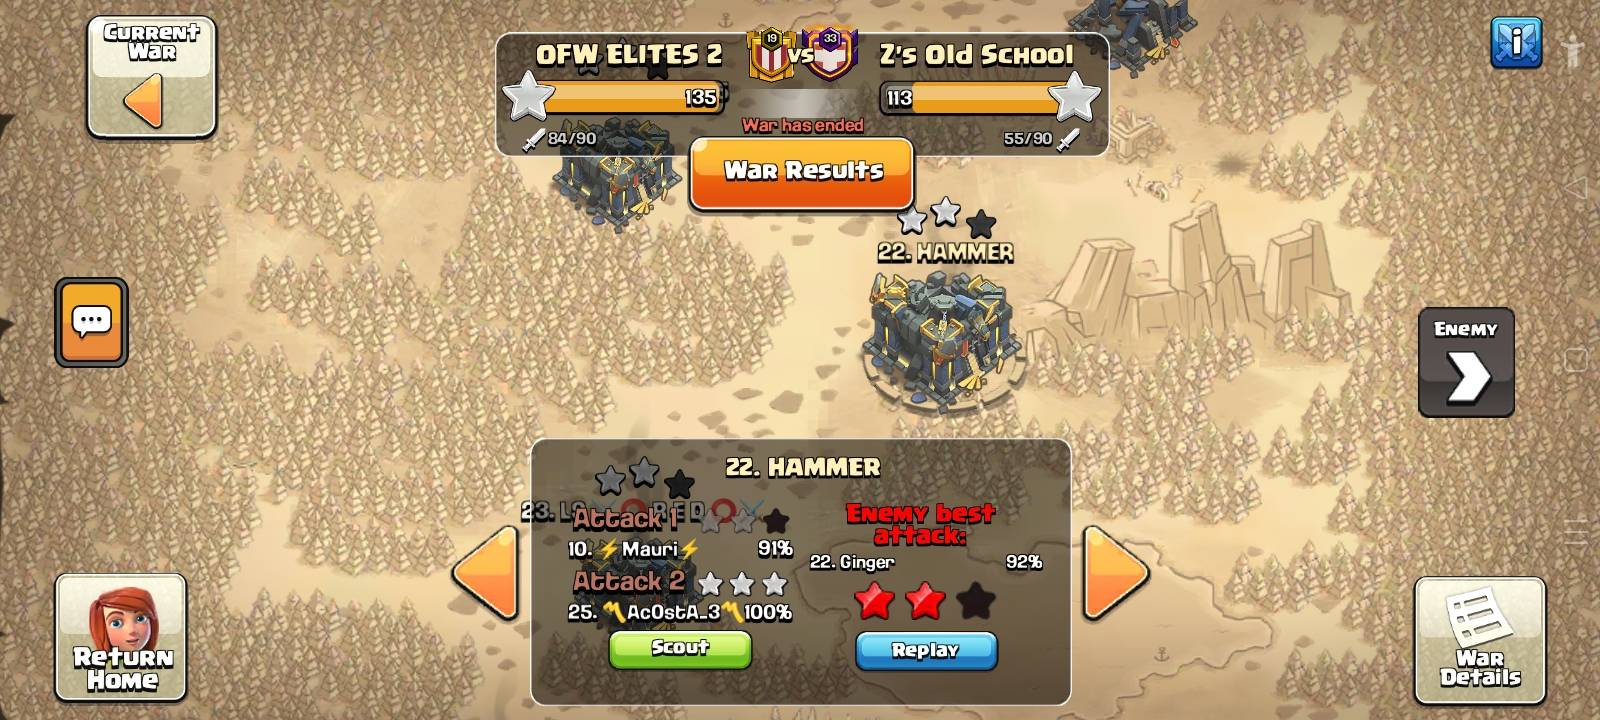 Current
War
OFW ELITES 2
19
VS
33
Z's Old School
135
113
84/90
War has ended
55/90
War Results
22. HAMMER
Enemy
22. HAMMER
Attack 1
10. ⚡Mauri⚡ 91%
Attack 2
25. 〽AcOstA_3〽100%
Scout
Enemy best
attack:
22. Ginger 92%
Replay
Return
Home
War
Details